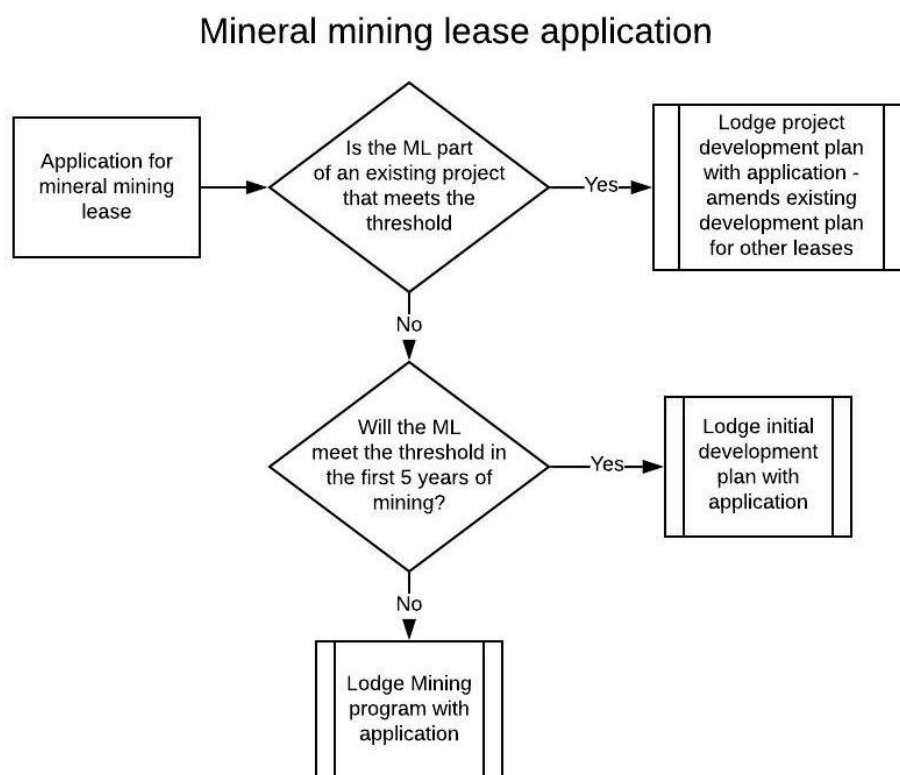 Mineral mining lease application
Application for
mineral mining
lease
Is the ML part
of an existing project
that meets the
threshold
Yes
Lodge project
development plan
with application -
amends existing
development plan
for other leases
No
Will the ML
meet the threshold in
the first 5 years of
mining?
Yes
Lodge initial
development
plan with
application
No
Lodge Mining
program with
application